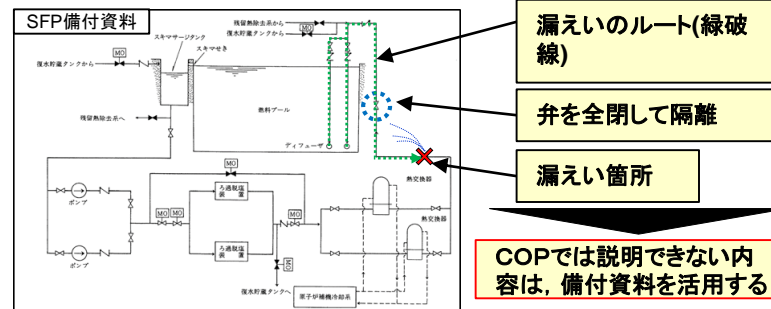 SFP備付資料
残留熱除去系から
復水貯蔵タンクから
スキマサージタンク
スキマせき
MO
復水貯蔵タンクから
燃料プール
残留熱除去系へ
ディフューザ
MO
ポンプ
ポンプ
MO
MO
ろ過脱塩
装置
ろ過脱塩
装置
MO
MO
復水貯蔵タンクへ
熱交換器
熱交換器
原子炉補機冷却系
漏えいのルート(緑破
線)
弁を全閉して隔離
漏えい箇所
COPでは説明できない内
容は,備付資料を活用する